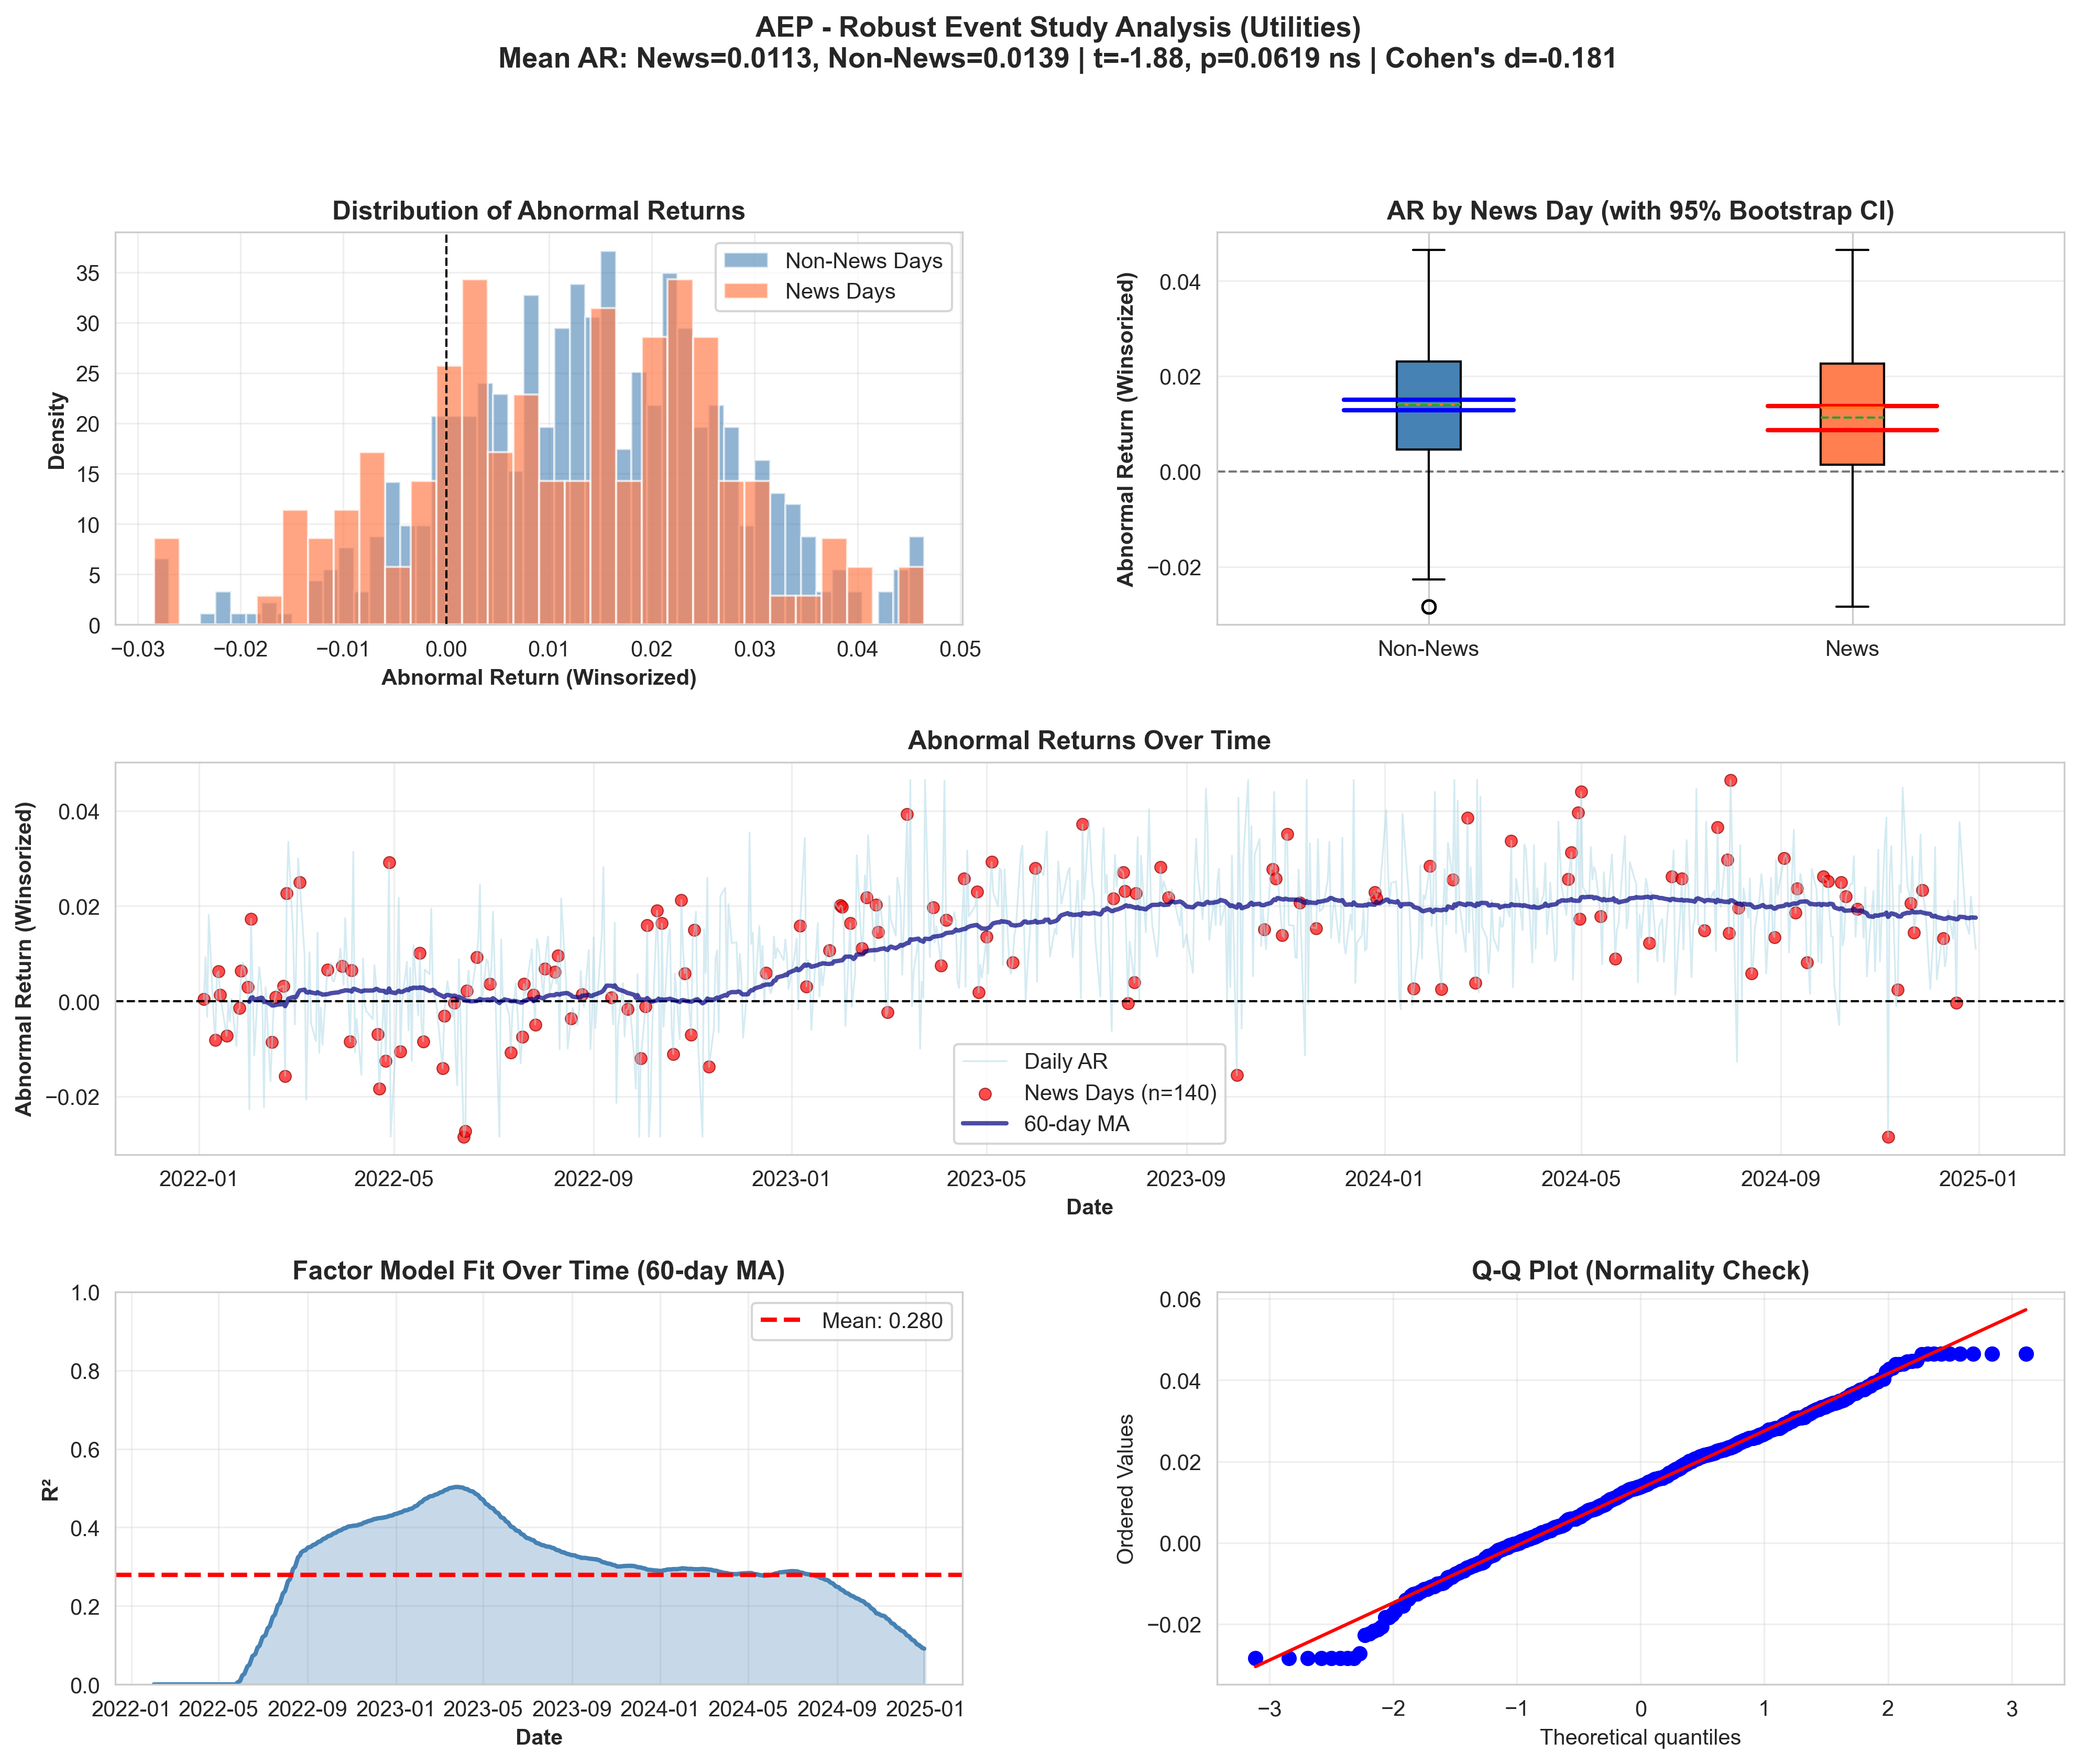 AEP - Robust Event Study Analysis (Utilities)
Mean AR: News=0.0113, Non-News=0.0139 | t=-1.88, p=0.0619 ns | Cohen's d=-0.181
Distribution of Abnormal Returns
Density
35
30
25
20
15
10
5
0
Non-News Days
News Days
−0.03 −0.02 −0.01 0.00 0.01 0.02 0.03 0.04 0.05
Abnormal Return (Winsorized)
AR by News Day (with 95% Bootstrap CI)
Abnormal Return (Winsorized)
0.04
0.02
0.00
−0.02
Non-News News
Abnormal Returns Over Time
Abnormal Return (Winsorized)
0.04
0.02
0.00
−0.02
Daily AR
News Days (n=140)
60-day MA
2022-01 2022-05 2022-09 2023-01 2023-05 2023-09 2024-01 2024-05 2024-09 2025-01
Date
Factor Model Fit Over Time (60-day MA)
R²
1.0
0.8
0.6
0.4
0.2
0.0
Mean: 0.280
2022-01 2022-05 2022-09 2023-01 2023-05 2023-09 2024-01 2024-05 2024-09 2025-01
Date
Q-Q Plot (Normality Check)
Ordered Values
0.06
0.04
0.02
0.00
−0.02
−3 −2 −1 0 1 2 3
Theoretical quantiles